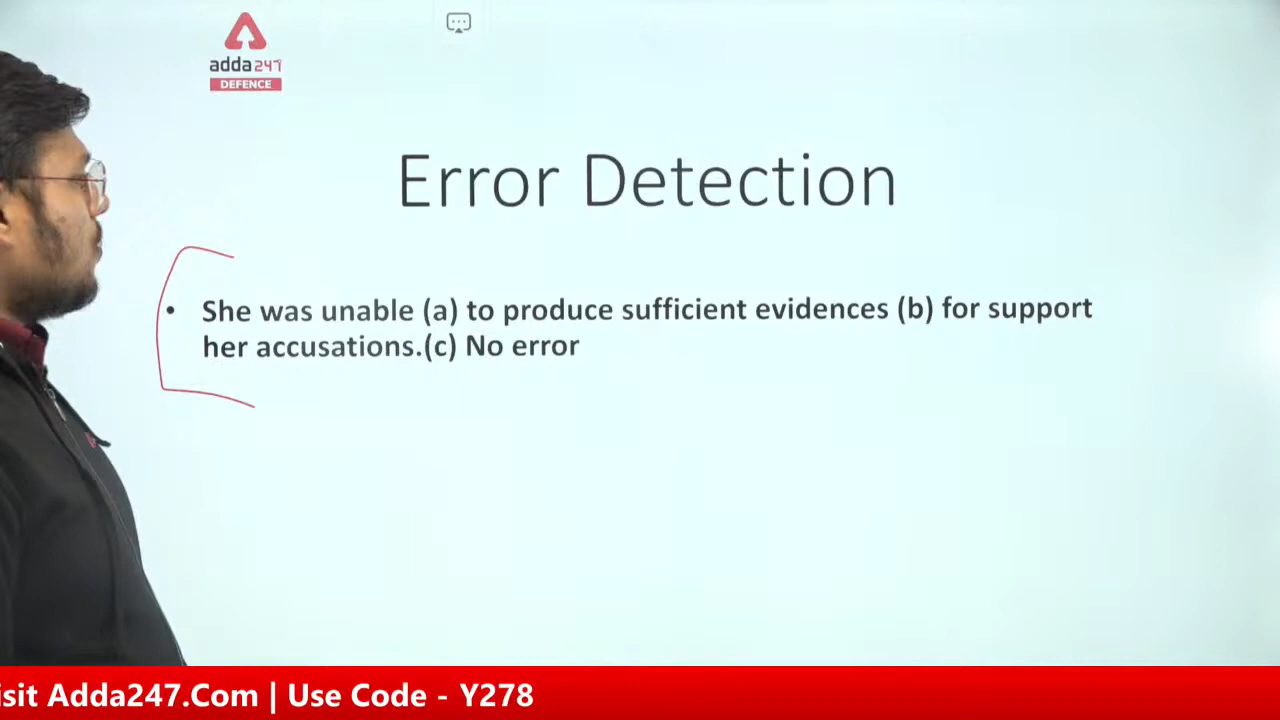 adda247
DEFENCE
Error Detection
• She was unable (a) to produce sufficient evidences (b) for support
her accusations.(c) No error
isit Adda247.Com | Use Code - Y278